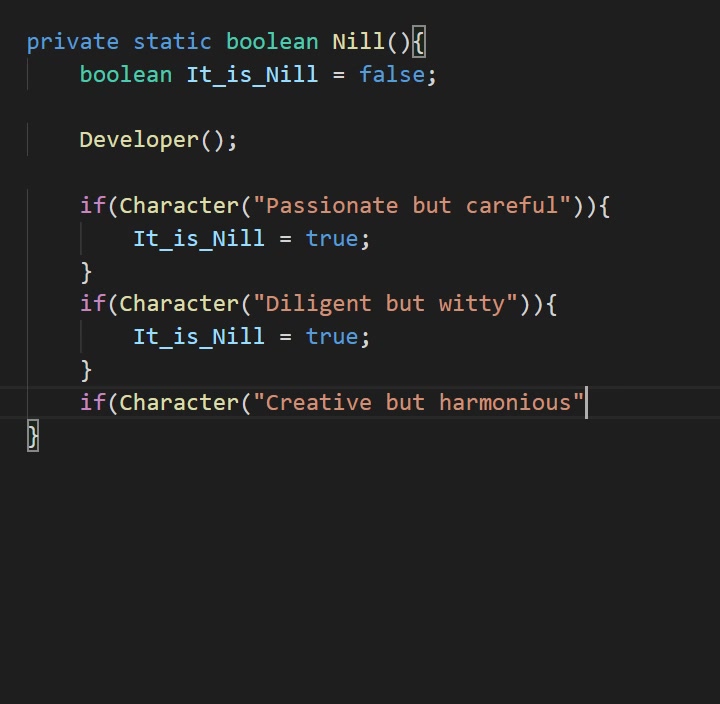 private static boolean Nill(){
    boolean It_is_Nill = false;
    Developer();
    if(Character("Passionate but careful")){
        It_is_Nill = true;
    }
    if(Character("Diligent but witty")){
        It_is_Nill = true;
    }
    if(Character("Creative but harmonious"
}